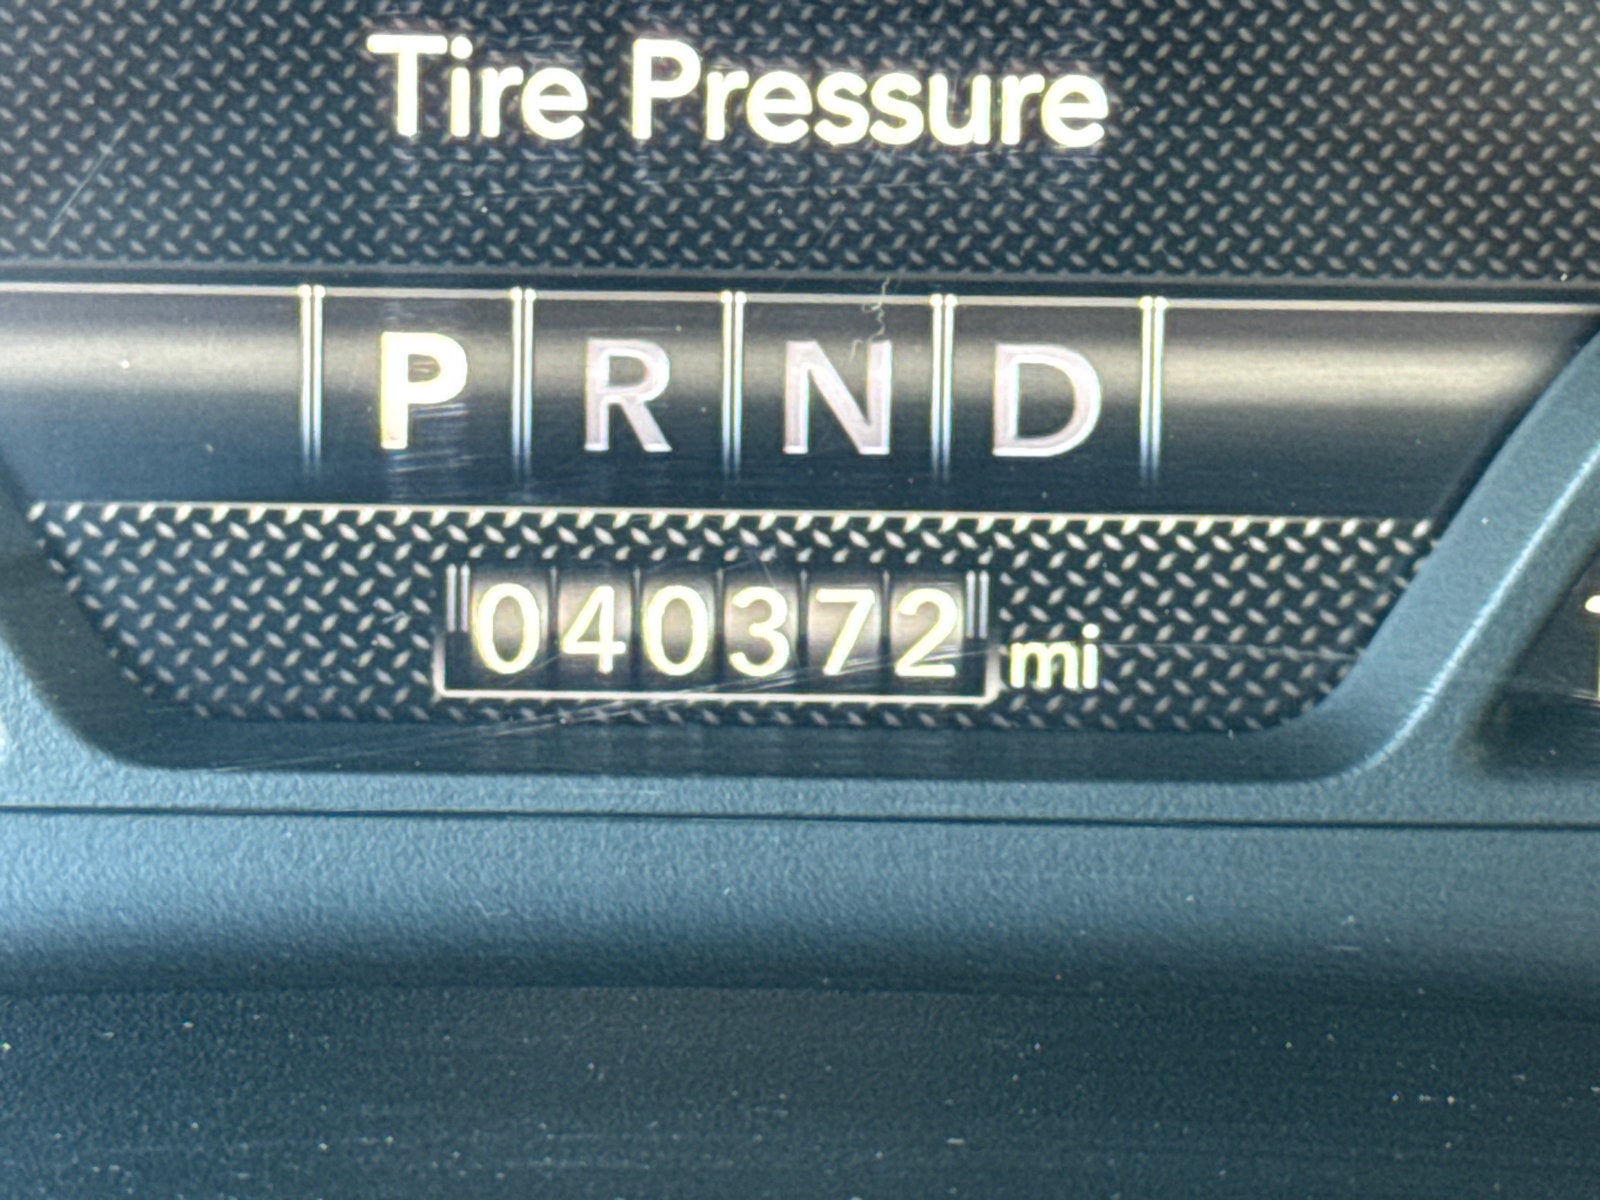 Tire Pressure
P R N D
040372 mi